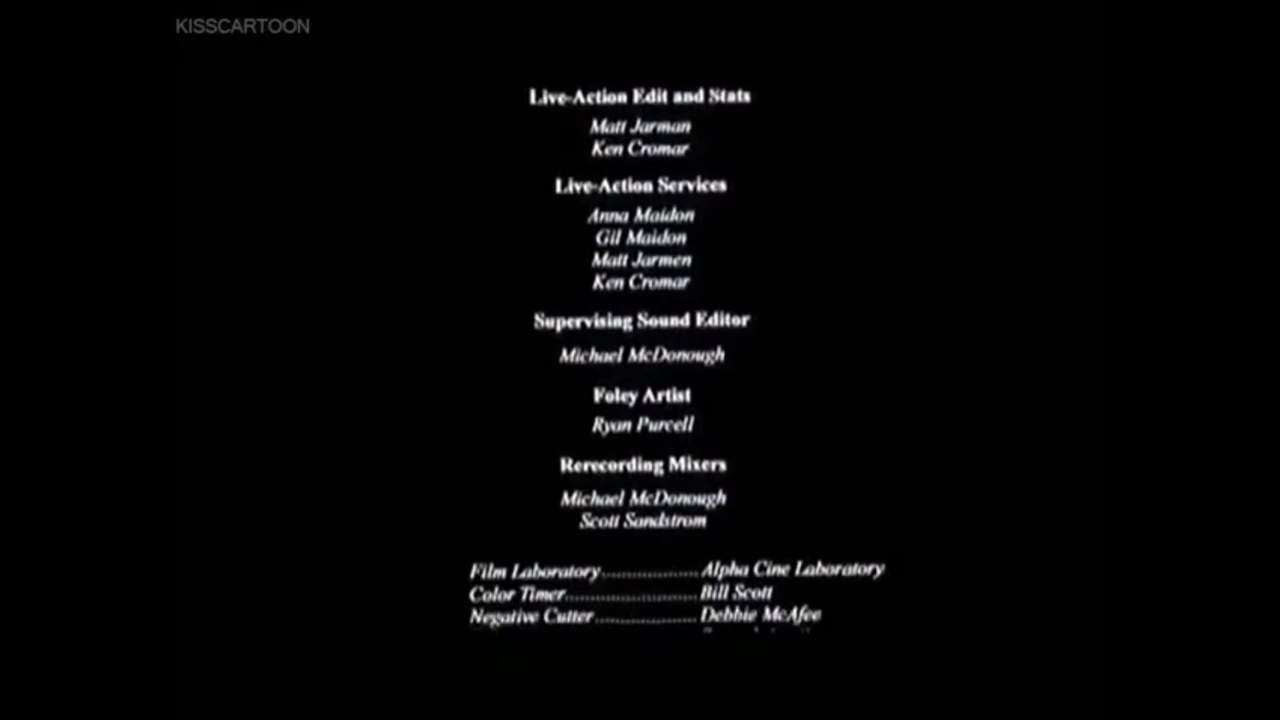 KISSCARTOON
Live-Action Edit and Stats
Matt Jarman
Ken Cromar
Live-Action Services
Anna Maidon
Gil Maidon
Matt Jarmen
Ken Cromar
Supervising Sound Editor
Michael McDonough
Foley Artist
Ryan Purcell
Rerecording Mixers
Michael McDonough
Scott Sandstrom
Film Laboratory..................Alpha Cine Laboratory
Color Timer.........................Bill Scott
Negative Cutter...................Debbie McAfee